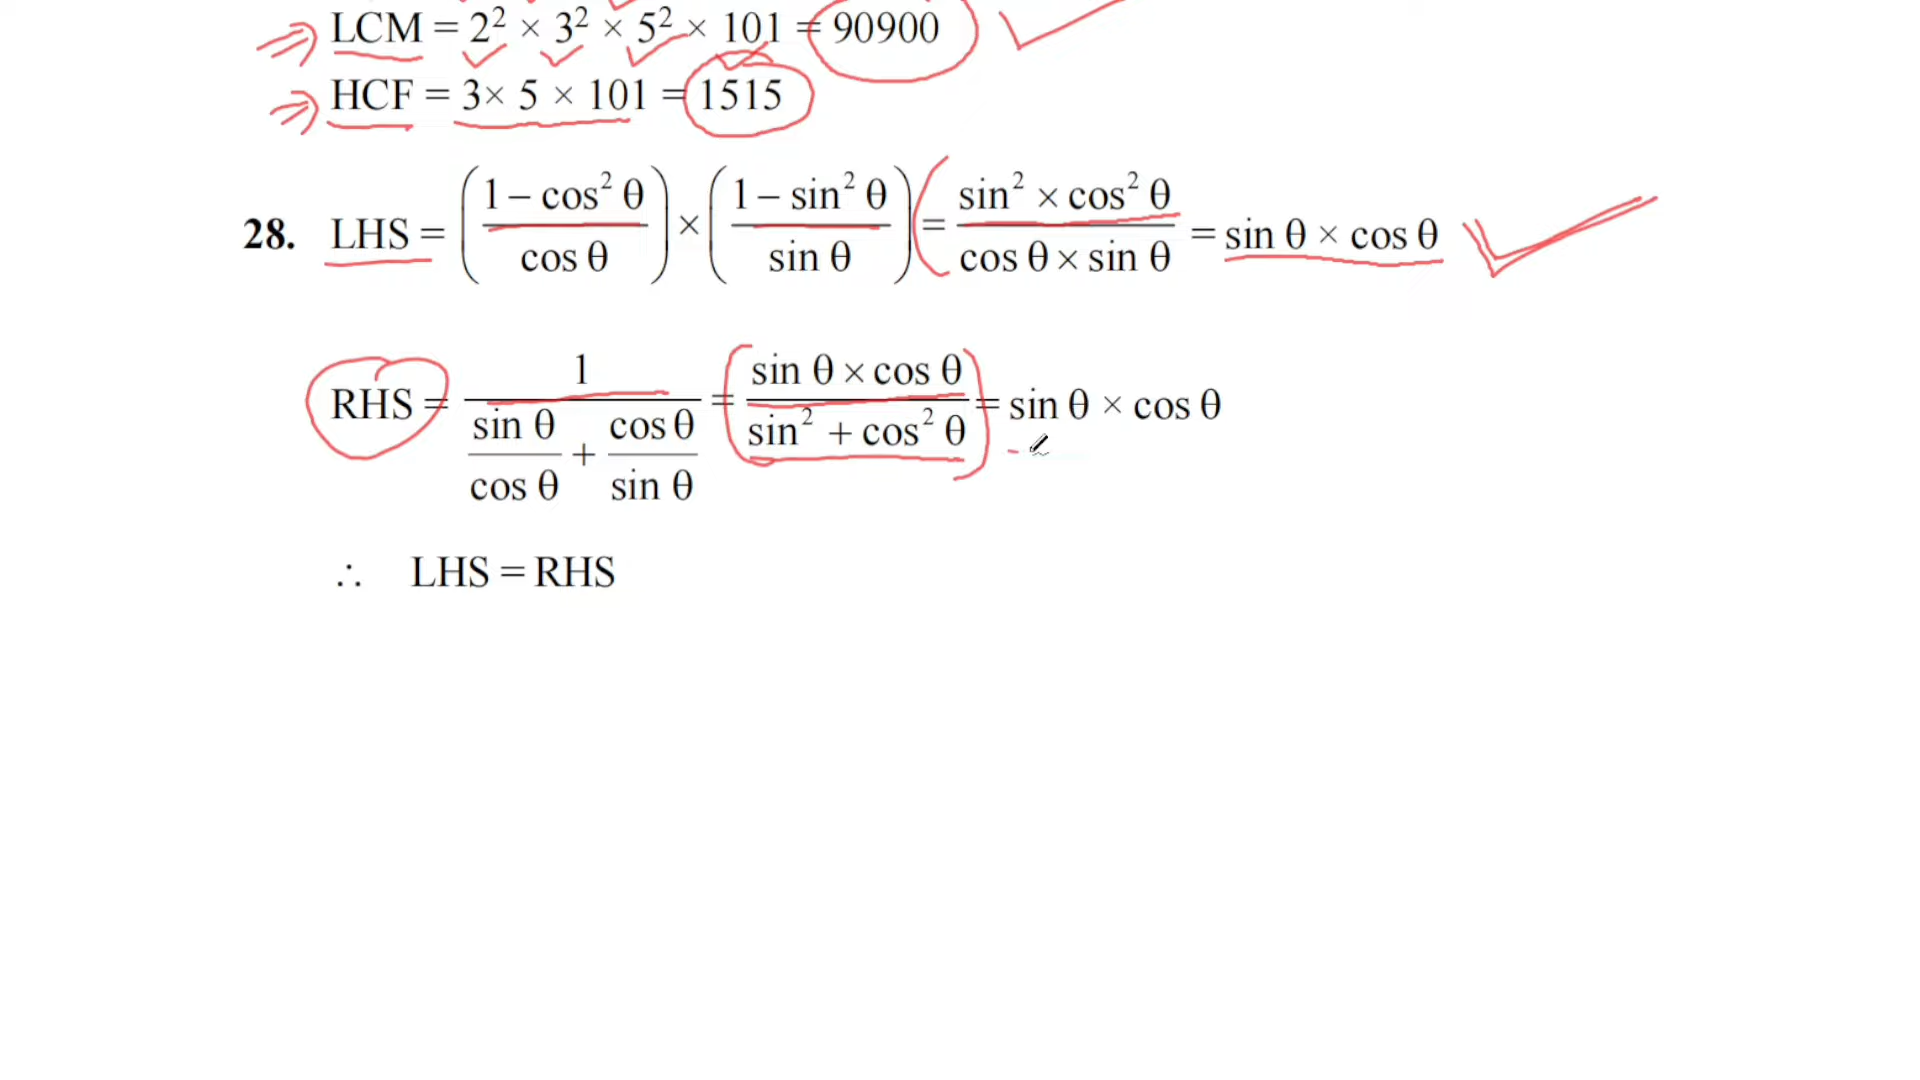 LCM = 2² × 3² × 5² × 101 = 90900
HCF = 3× 5 × 101 = 1515
28. LHS = ((1 – cos² θ)/(cos θ)) × ((1 – sin² θ)/(sin θ)) = (sin² × cos² θ)/(cos θ × sin θ) = sin θ × cos θ
RHS = 1/((sin θ)/(cos θ) + (cos θ)/(sin θ)) = (sin θ × cos θ)/(sin² + cos² θ) = sin θ × cos θ
∴ LHS = RHS